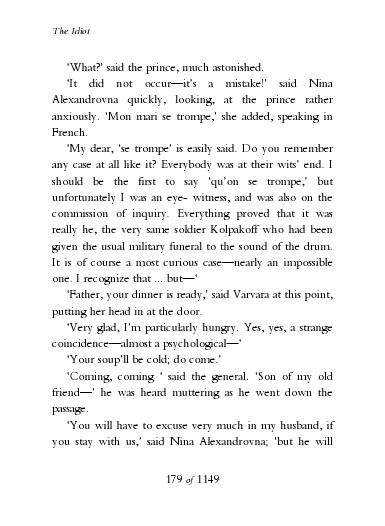 The Idiot
'What?' said the prince, much astonished.
'It did not occur—it's a mistake!' said Nina
Alexandrovna quickly, looking, at the prince rather
anxiously. 'Mon mari se trompe,' she added, speaking in
French.
'My dear, 'se trompe' is easily said. Do you remember
any case at all like it? Everybody was at their wits' end. I
should be the first to say 'qu'on se trompe,' but
unfortunately I was an eye- witness, and was also on the
commission of inquiry. Everything proved that it was
really he, the very same soldier Kolpakoff who had been
given the usual military funeral to the sound of the drum.
It is of course a most curious case—nearly an impossible
one. I recognize that ... but—'
'Father, your dinner is ready,' said Varvara at this point,
putting her head in at the door.
'Very glad, I'm particularly hungry. Yes, yes, a strange
coincidence—almost a psychological—'
'Your soup'll be cold; do come.'
'Coming, coming ' said the general. 'Son of my old
friend—' he was heard muttering as he went down the
passage.
'You will have to excuse very much in my husband, if
you stay with us,' said Nina Alexandrovna; 'but he will
179 of 1149